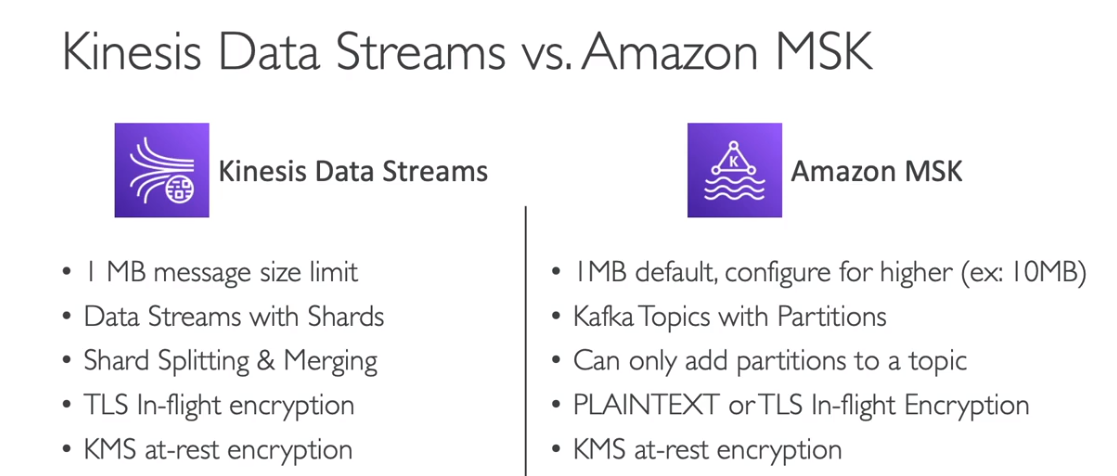 Kinesis Data Streams vs. Amazon MSK
Kinesis Data Streams
• 1 MB message size limit
• Data Streams with Shards
• Shard Splitting & Merging
• TLS In-flight encryption
• KMS at-rest encryption
K
Amazon MSK
• 1MB default, configure for higher (ex: 10MB)
• Kafka Topics with Partitions
• Can only add partitions to a topic
• PLAINTEXT or TLS In-flight Encryption
• KMS at-rest encryption